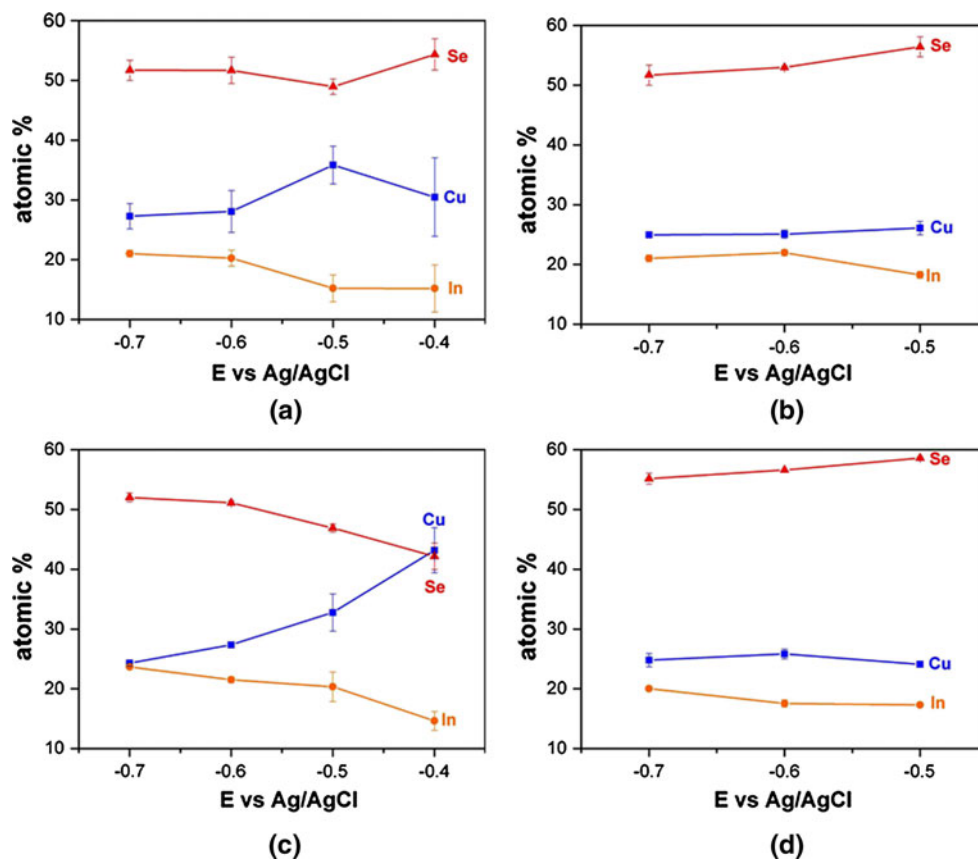 60
50
40
30
20
10
atomic %
Se
Cu
In
-0.7 -0.6 -0.5 -0.4
E vs Ag/AgCl
(a)
60
50
40
30
20
10
atomic %
Se
Cu
In
-0.7 -0.6 -0.5
E vs Ag/AgCl
(b)
60
50
40
30
20
10
atomic %
Cu
Se
In
-0.7 -0.6 -0.5 -0.4
E vs Ag/AgCl
(c)
60
50
40
30
20
10
atomic %
Se
Cu
In
-0.7 -0.6 -0.5
E vs Ag/AgCl
(d)